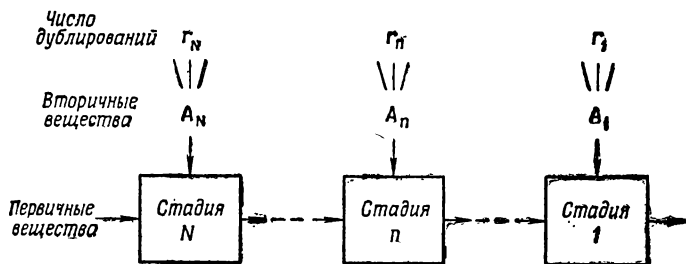 Число
дублирований r_N r_n r_1
Вторичные
вещества A_N A_n A_1
Первичные
вещества
Стадия
N
Стадия
n
Стадия
1